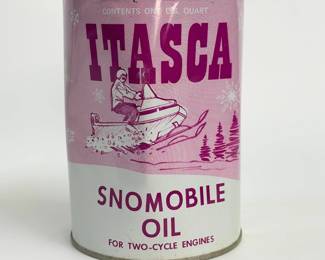 CONTENTS ONE U.S. QUART
ITASCA
SNOMOBILE
OIL
FOR TWO-CYCLE ENGINES